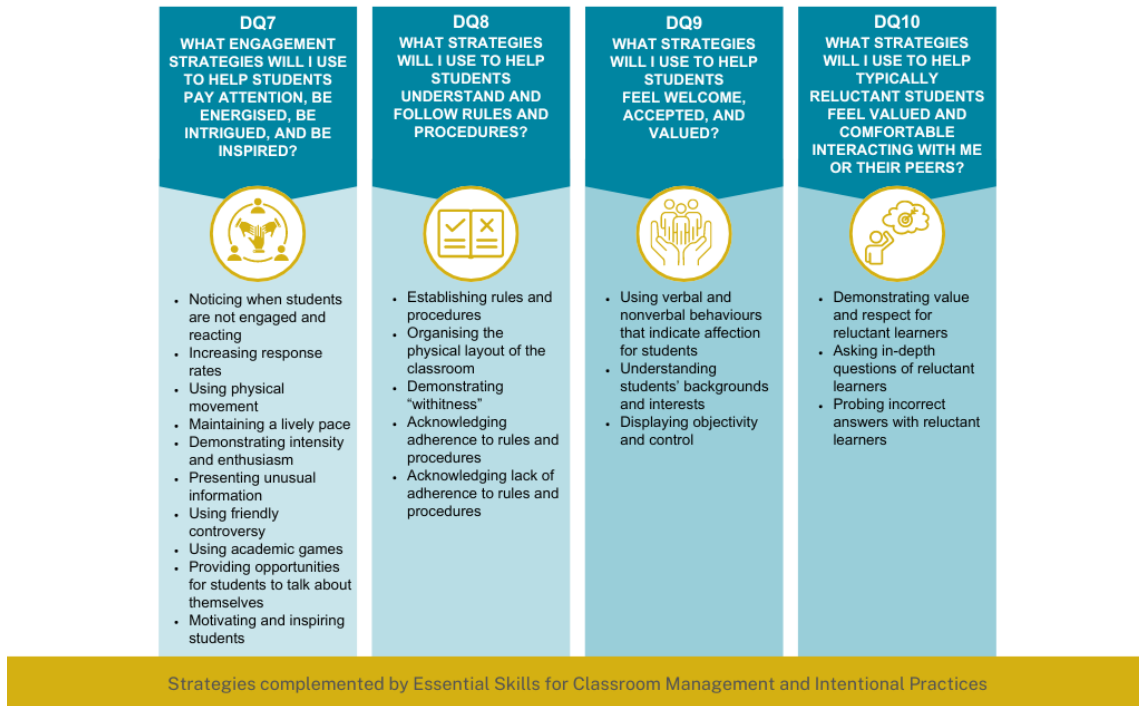 DQ7
WHAT ENGAGEMENT
STRATEGIES WILL I USE
TO HELP STUDENTS
PAY ATTENTION, BE
ENERGISED, BE
INTRIGUED, AND BE
INSPIRED?
• Noticing when students
are not engaged and
reacting
• Increasing response
rates
• Using physical
movement
• Maintaining a lively pace
• Demonstrating intensity
and enthusiasm
• Presenting unusual
information
• Using friendly
controversy
• Using academic games
• Providing opportunities
for students to talk about
themselves
• Motivating and inspiring
students
DQ8
WHAT STRATEGIES
WILL I USE TO HELP
STUDENTS
UNDERSTAND AND
FOLLOW RULES AND
PROCEDURES?
• Establishing rules and
procedures
• Organising the
physical layout of the
classroom
• Demonstrating
“withitness”
• Acknowledging
adherence to rules and
procedures
• Acknowledging lack of
adherence to rules and
procedures
DQ9
WHAT STRATEGIES
WILL I USE TO HELP
STUDENTS
FEEL WELCOME,
ACCEPTED, AND
VALUED?
• Using verbal and
nonverbal behaviours
that indicate affection
for students
• Understanding
students’ backgrounds
and interests
• Displaying objectivity
and control
DQ10
WHAT STRATEGIES
WILL I USE TO HELP
TYPICALLY
RELUCTANT STUDENTS
FEEL VALUED AND
COMFORTABLE
INTERACTING WITH ME
OR THEIR PEERS?
• Demonstrating value
and respect for
reluctant learners
• Asking in-depth
questions of reluctant
learners
• Probing incorrect
answers with reluctant
learners
Strategies complemented by Essential Skills for Classroom Management and Intentional Practices